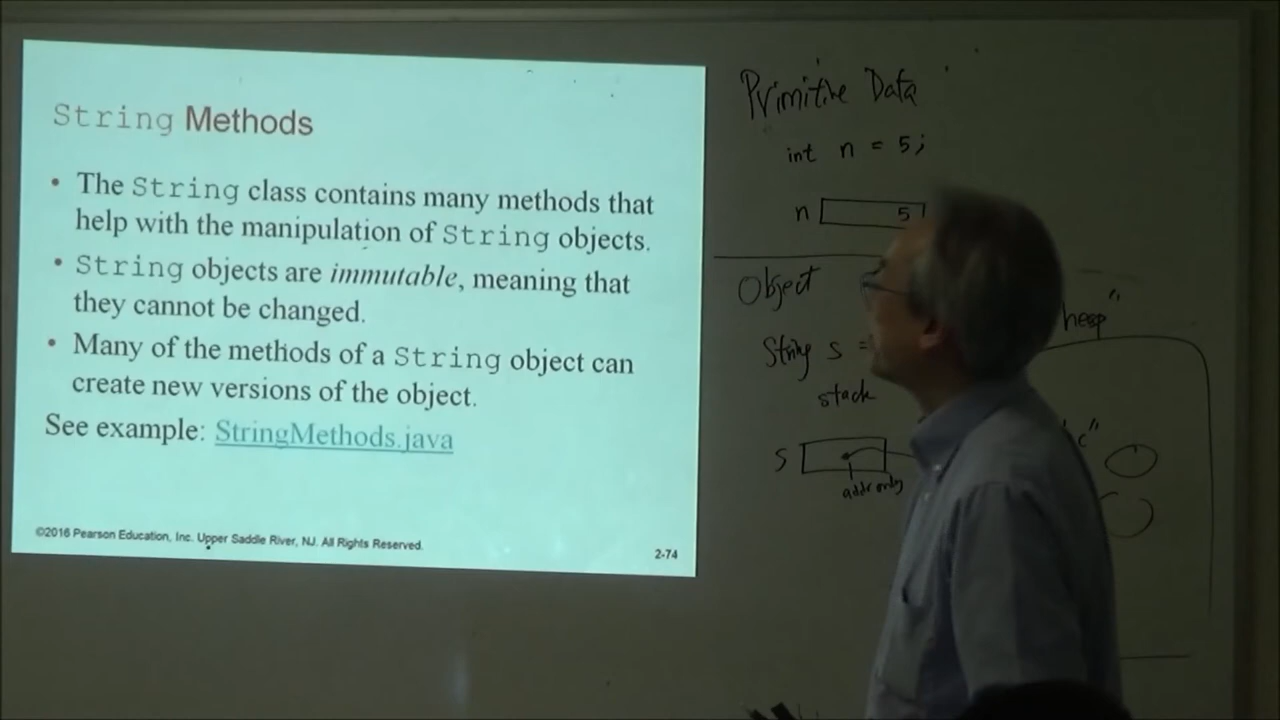 String Methods
• The String class contains many methods that
help with the manipulation of String objects.
• String objects are immutable, meaning that
they cannot be changed.
• Many of the methods of a String object can
create new versions of the object.
See example: StringMethods.java
©2016 Pearson Education, Inc. Upper Saddle River, NJ. All Rights Reserved.
2-74
Primitive Data
int n = 5;
n 5
Object
heap"
String s =
stack
s
c"
addr only